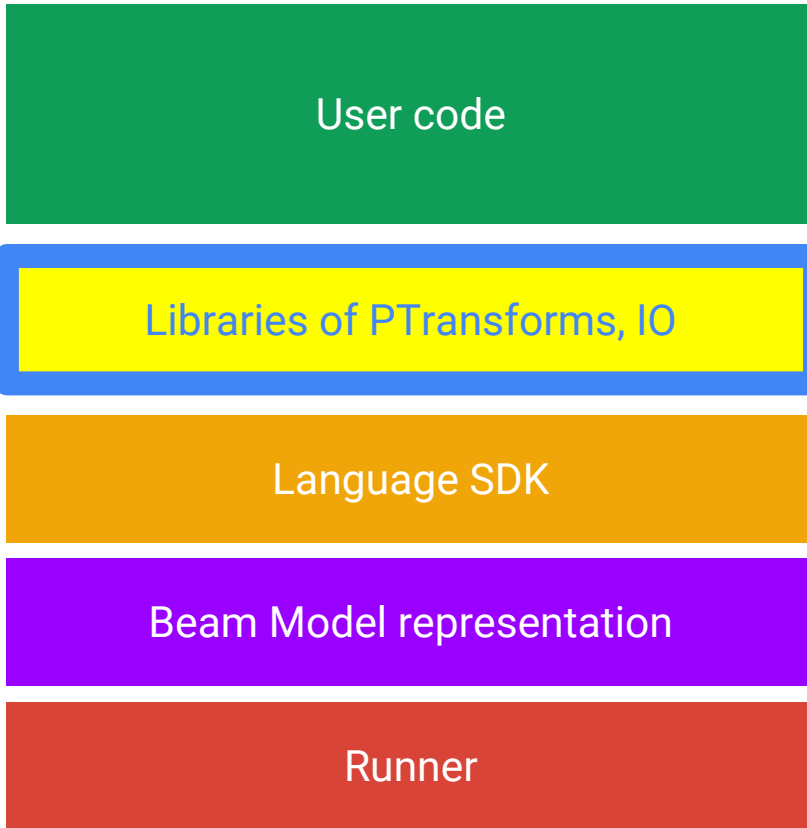 User code
Libraries of PTransforms, IO
Language SDK
Beam Model representation
Runner